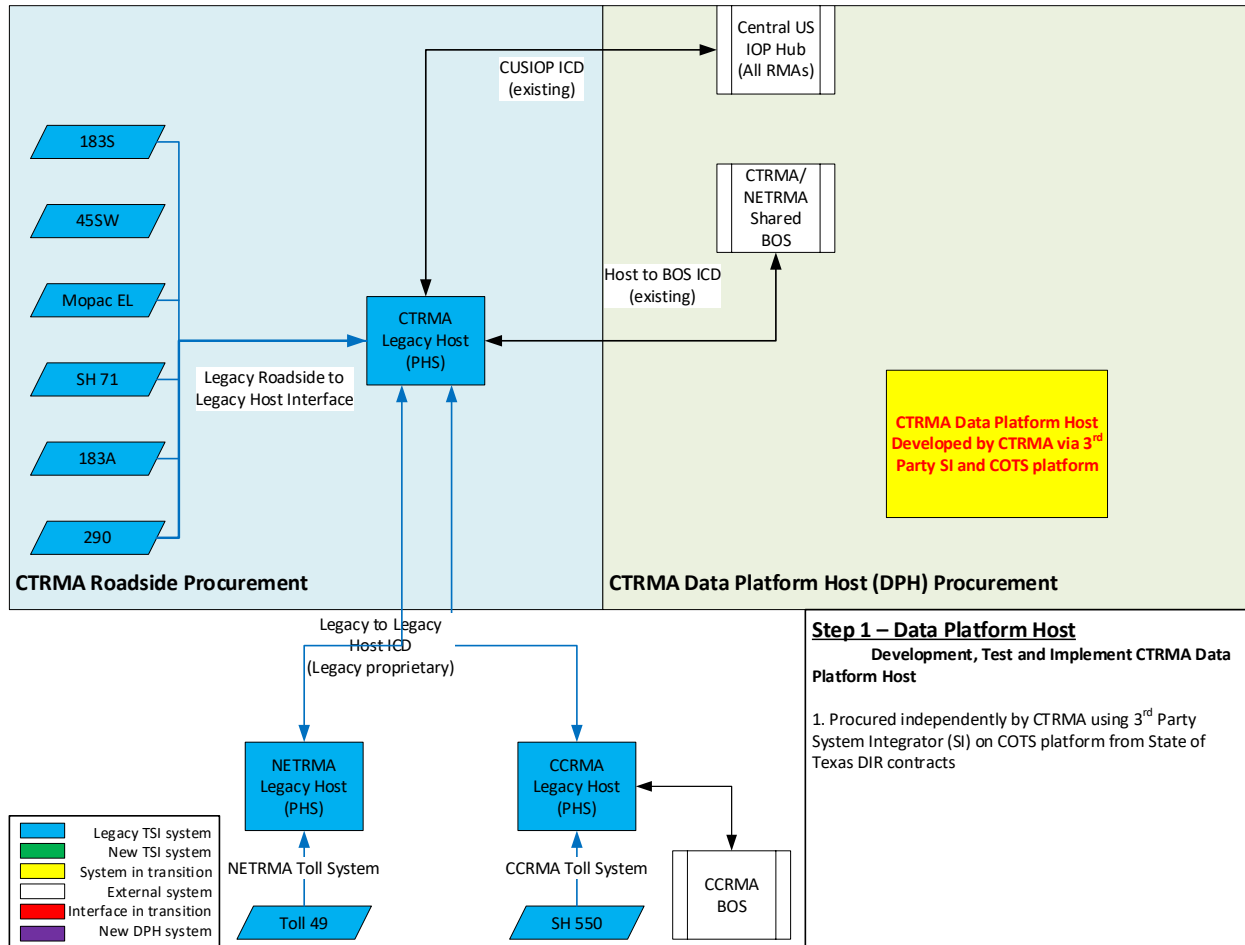 Central US
IOP Hub
(All RMAs)
CUSIOP ICD
(existing)
183S
45SW
Mopac EL
SH 71
183A
290
CTRMA/
NETRMA
Shared
BOS
Host to BOS ICD
(existing)
CTRMA
Legacy Host
(PHS)
Legacy Roadside to
Legacy Host Interface
CTRMA Data Platform Host
Developed by CTRMA via 3rd
Party SI and COTS platform
CTRMA Roadside Procurement
CTRMA Data Platform Host (DPH) Procurement
Legacy to Legacy
Host ICD
(Legacy proprietary)
Step 1 – Data Platform Host
Development, Test and Implement CTRMA Data
Platform Host
1. Procured independently by CTRMA using 3rd Party
System Integrator (SI) on COTS platform from State of
Texas DIR contracts
NETRMA
Legacy Host
(PHS)
CCRMA
Legacy Host
(PHS)
NETRMA Toll System
CCRMA Toll System
Toll 49
SH 550
CCRMA
BOS
Legacy TSI system
New TSI system
System in transition
External system
Interface in transition
New DPH system